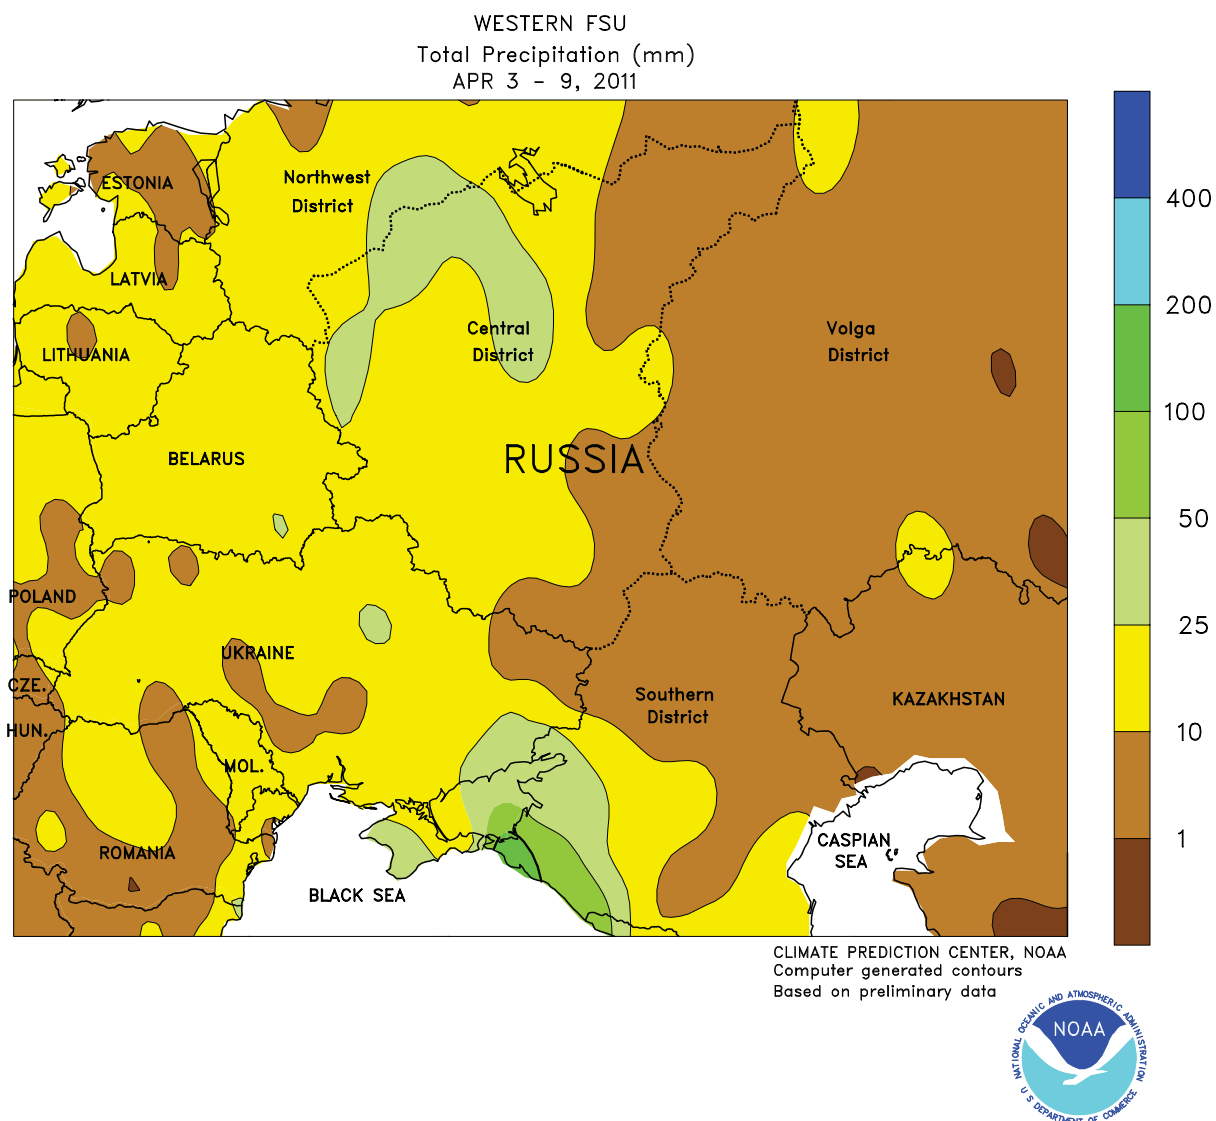 WESTERN FSU
Total Precipitation (mm)
APR 3 - 9, 2011
ESTONIA
Northwest
District
LATVIA
LITHUANIA
Central
District
Volga
District
BELARUS
RUSSIA
POLAND
UKRAINE
CZE.
Southern
District
KAZAKHSTAN
HUN.
MOL.
ROMANIA
CASPIAN
SEA
BLACK SEA
400
200
100
50
25
10
1
CLIMATE PREDICTION CENTER, NOAA
Computer generated contours
Based on preliminary data
NATIONAL OCEANIC AND ATMOSPHERIC ADMINISTRATION
NOAA
U S DEPARTMENT OF COMMERCE